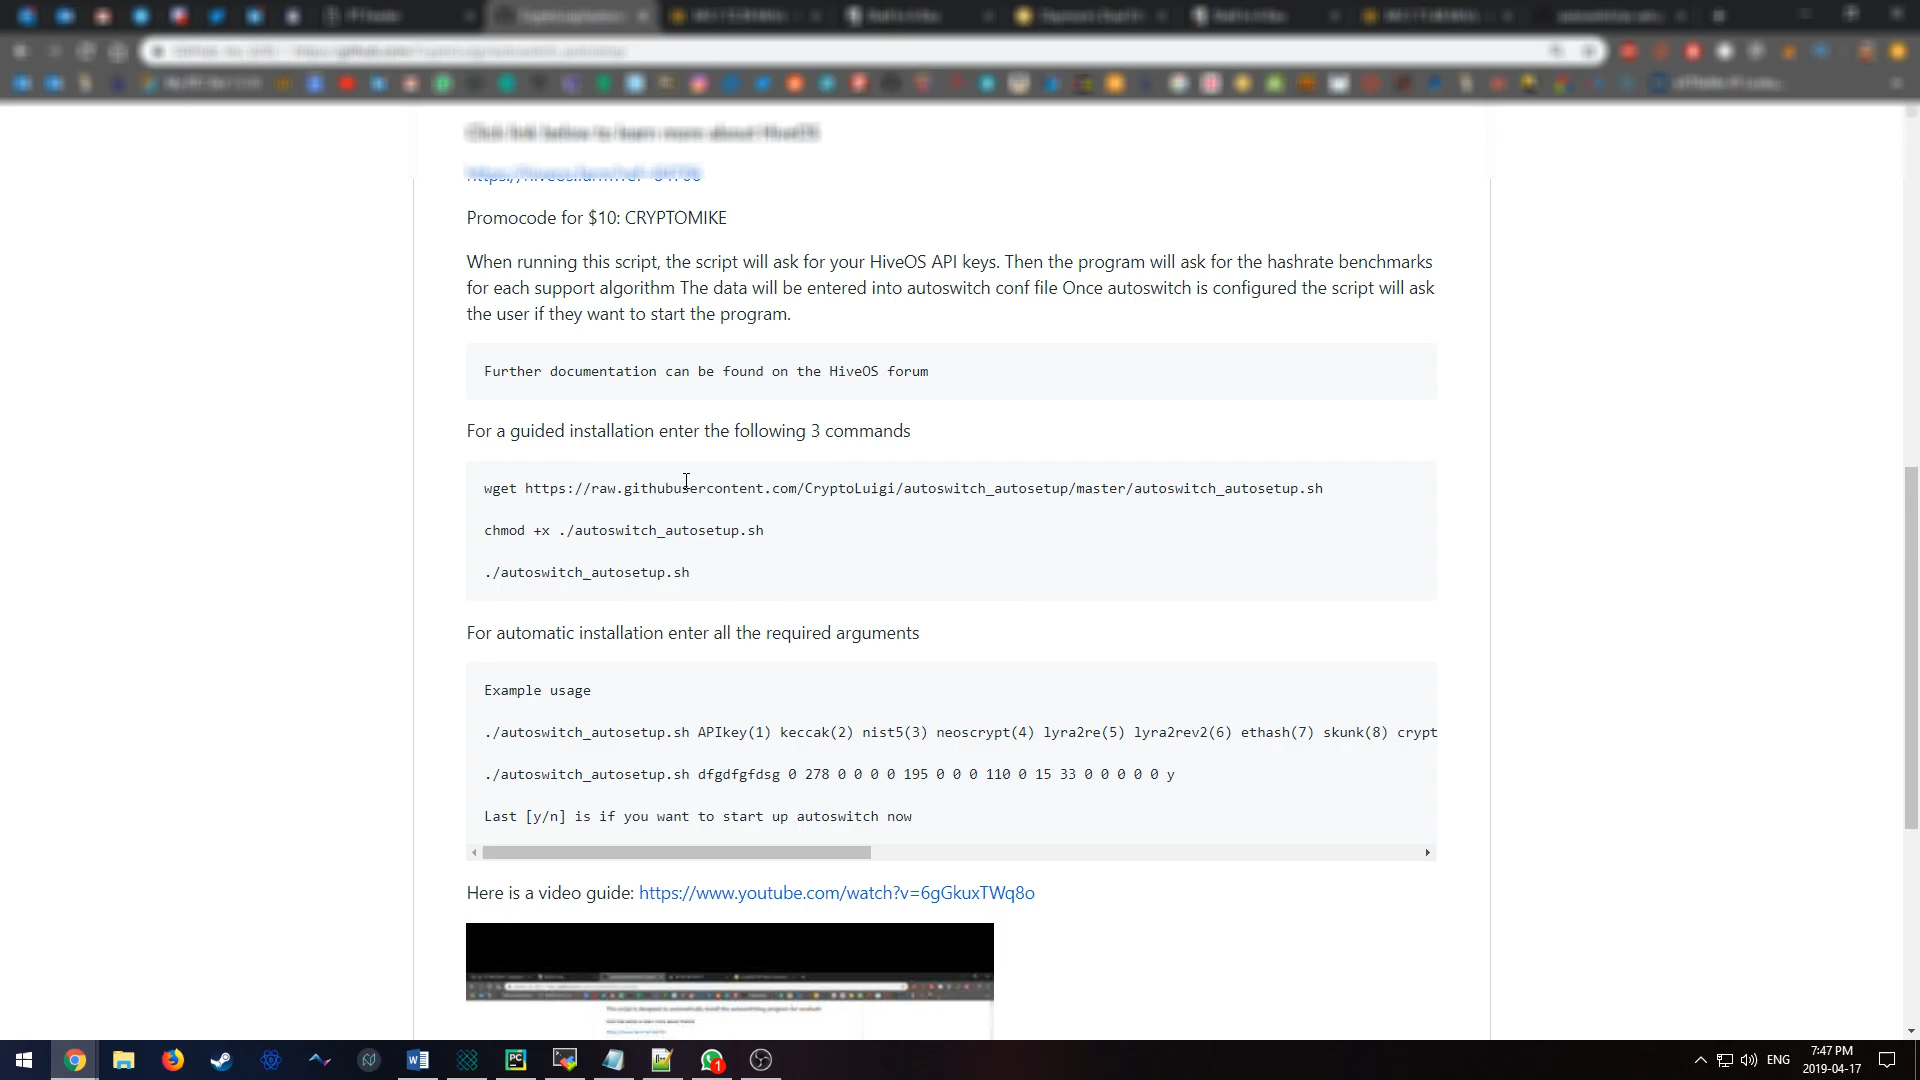 Click link below to learn more about HiveOS
Promocode for $10: CRYPTOMIKE
When running this script, the script will ask for your HiveOS API keys. Then the program will ask for the hashrate benchmarks
for each support algorithm The data will be entered into autoswitch conf file Once autoswitch is configured the script will ask
the user if they want to start the program.
Further documentation can be found on the HiveOS forum
For a guided installation enter the following 3 commands
wget https://raw.githubusercontent.com/CryptoLuigi/autoswitch_autosetup/master/autoswitch_autosetup.sh
chmod +x ./autoswitch_autosetup.sh
./autoswitch_autosetup.sh
For automatic installation enter all the required arguments
Example usage
./autoswitch_autosetup.sh APIkey(1) keccak(2) nist5(3) neoscrypt(4) lyra2re(5) lyra2rev2(6) ethash(7) skunk(8) crypt
./autoswitch_autosetup.sh dfgdfgfdsg 0 278 0 0 0 0 195 0 0 0 110 0 15 33 0 0 0 0 0 y
Last [y/n] is if you want to start up autoswitch now
Here is a video guide: https://www.youtube.com/watch?v=6gGkuxTWq8o
ENG
7:47 PM
2019-04-17